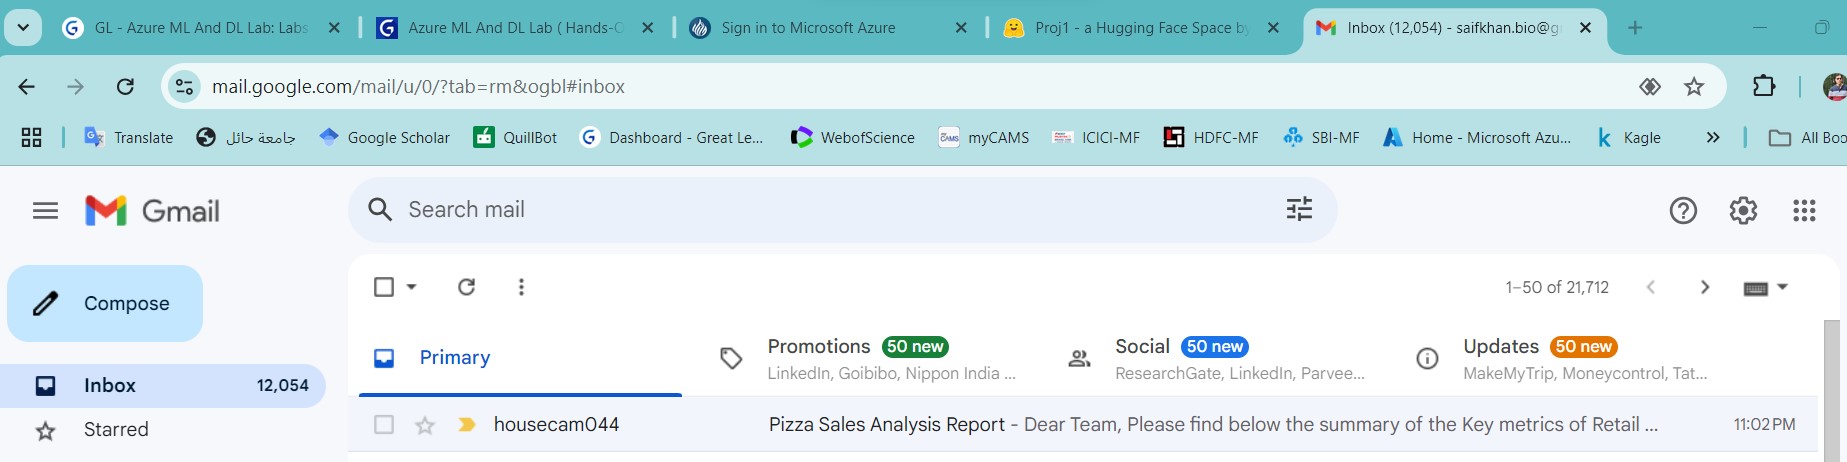 GL - Azure ML And DL Lab: Labs
Azure ML And DL Lab ( Hands-O
Sign in to Microsoft Azure
Proj1 - a Hugging Face Space by
Inbox (12,054) - saifkhan.bio@g
mail.google.com/mail/u/0/?tab=rm&ogbl#inbox
Translate
جامعة حائل
Google Scholar
QuillBot
Dashboard - Great Le...
WebofScience
myCAMS
ICICI-MF
HDFC-MF
SBI-MF
Home - Microsoft Azu...
Kagle
All Boo
Gmail
Search mail
Compose
1–50 of 21,712
Primary
Promotions 50 new
LinkedIn, Goibibo, Nippon India ...
Social 50 new
ResearchGate, LinkedIn, Parvee...
Updates 50 new
MakeMyTrip, Moneycontrol, Tat...
Inbox 12,054
Starred
housecam044 Pizza Sales Analysis Report - Dear Team, Please find below the summary of the Key metrics of Retail ... 11:02 PM